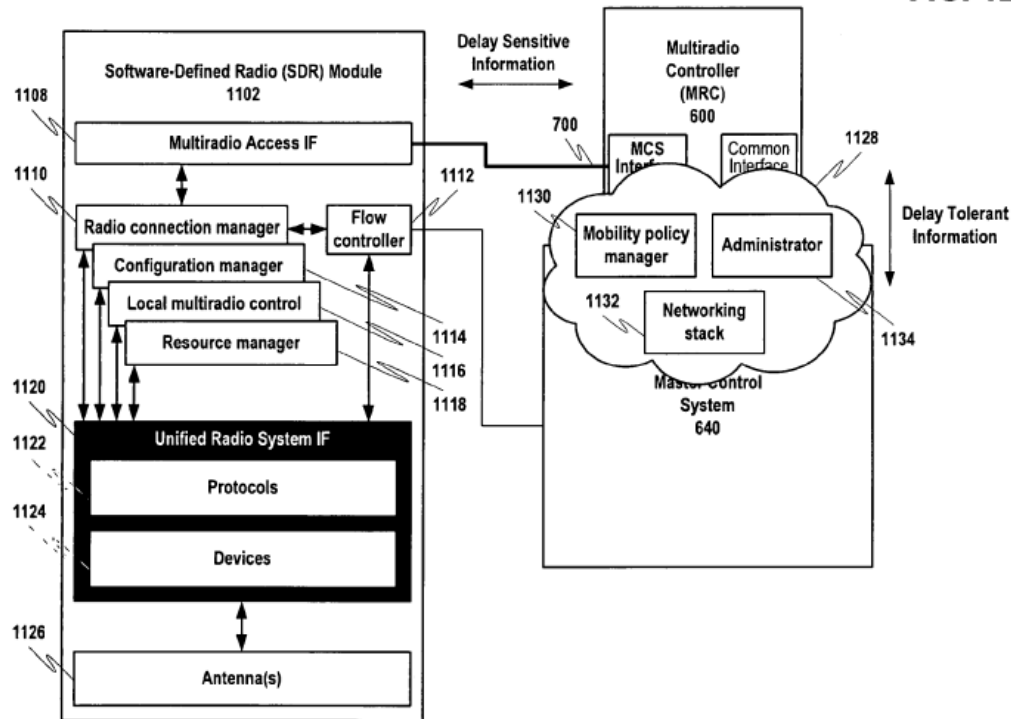 Software-Defined Radio (SDR) Module
1102
1108
Multiradio Access IF
1110
Radio connection manager
1112
Flow
controller
Configuration manager
Local multiradio control
Resource manager
1114
1116
1118
1120
Unified Radio System IF
1122
Protocols
1124
Devices
1126
Antenna(s)
Delay Sensitive
Information
Multiradio
Controller
(MRC)
600
700
MCS
Common
1128
1130
Mobility policy
manager
Administrator
Delay Tolerant
Information
1132
Networking
stack
1134
Master Control
System
640